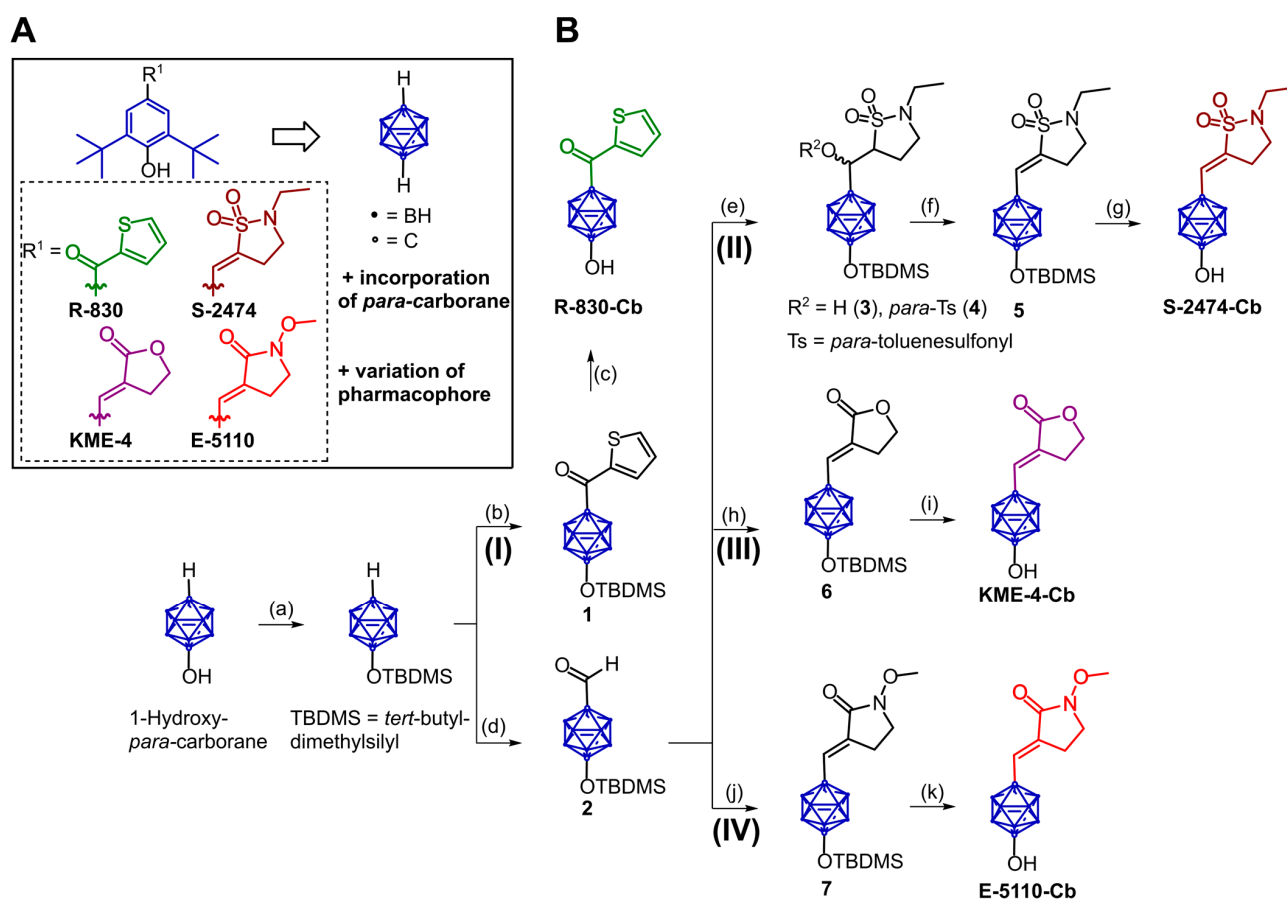 A
R1
OH
H
H
• = BH
∘ = C
R1 =
O
S
R-830
O
O
S
N
S-2474
+ incorporation
of para-carborane
O
O
KME-4
O
N
O
E-5110
+ variation of
pharmacophore
B
S
O
OH
R-830-Cb
(c)
S
O
OTBDMS
1
H
OH
1-Hydroxy-
para-carborane
(a)
H
OTBDMS
TBDMS = tert-butyl-
dimethylsilyl
(b)
(I)
(d)
O
H
OTBDMS
2
(e)
(II)
O
O
S
N
R2O
OTBDMS
R2 = H (3), para-Ts (4)
Ts = para-toluenesulfonyl
(f)
O
O
S
N
OTBDMS
5
(g)
O
O
S
N
OH
S-2474-Cb
(h)
(III)
O
O
OTBDMS
6
(i)
O
O
OH
KME-4-Cb
(j)
(IV)
O
N
O
OTBDMS
7
(k)
O
N
O
OH
E-5110-Cb